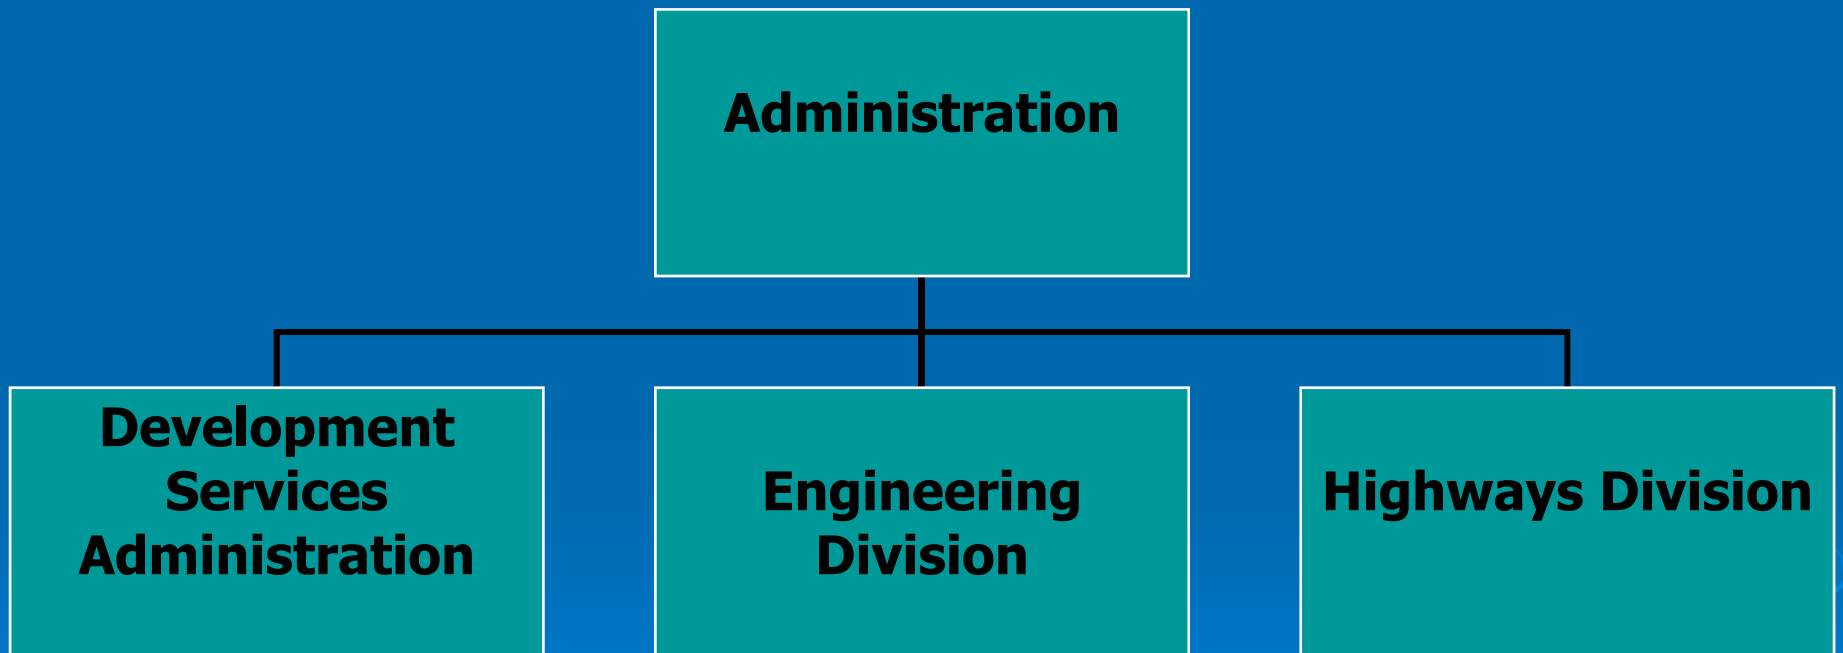 Administration
Development
Services
Administration
Engineering
Division
Highways Division